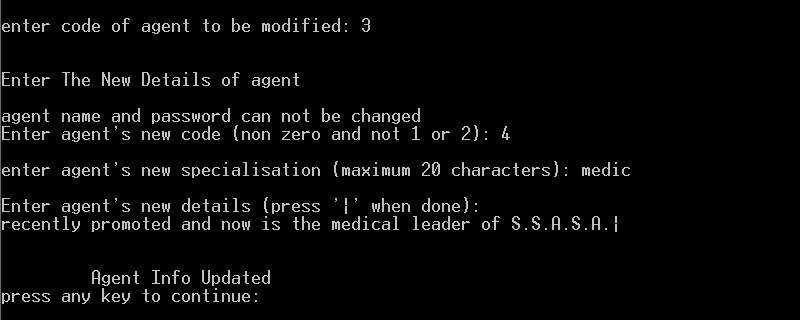 enter code of agent to be modified: 3
Enter The New Details of agent
agent name and password can not be changed
Enter agent's new code (non zero and not 1 or 2): 4
enter agent's new specialisation (maximum 20 characters): medic
Enter agent's new details (press '¦' when done):
recently promoted and now is the medical leader of S.S.A.S.A.¦
Agent Info Updated
press any key to continue: